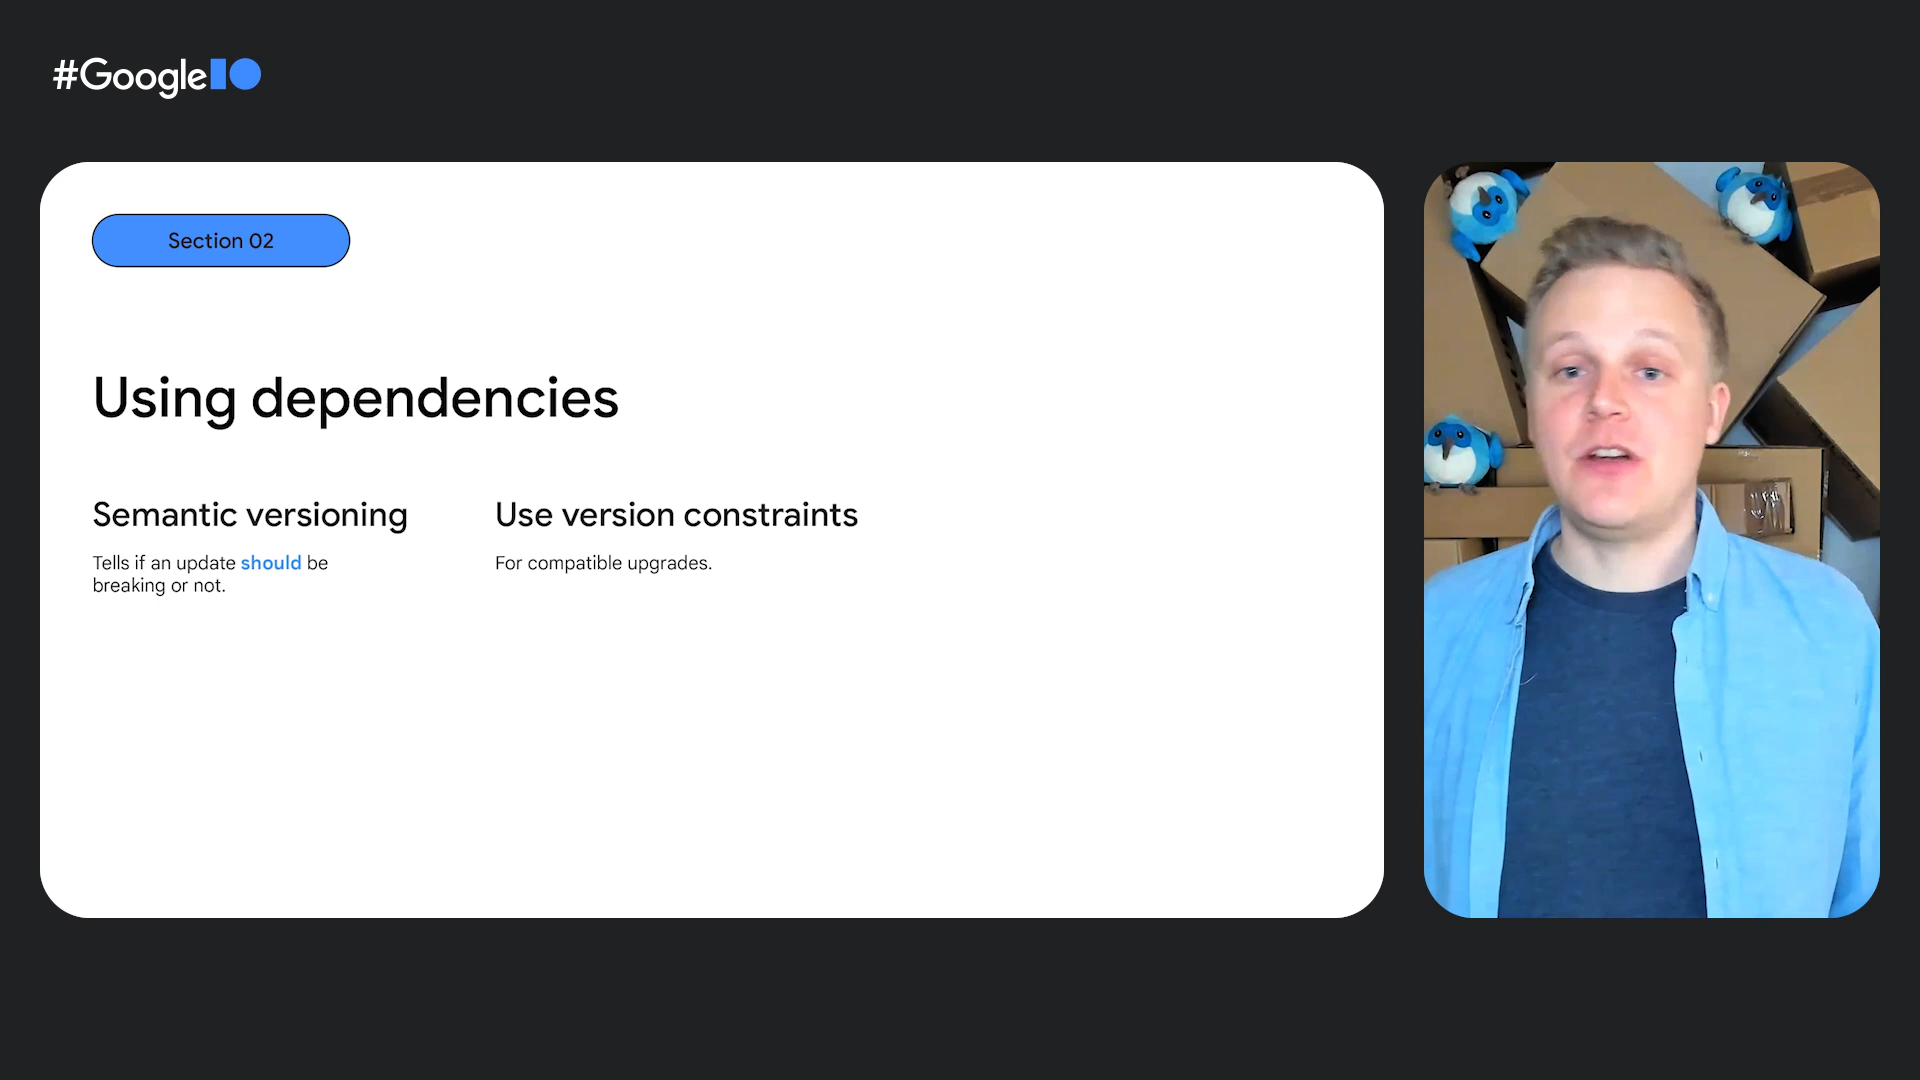 #GoogleIO
Section 02
Using dependencies
Semantic versioning
Tells if an update should be
breaking or not.
Use version constraints
For compatible upgrades.